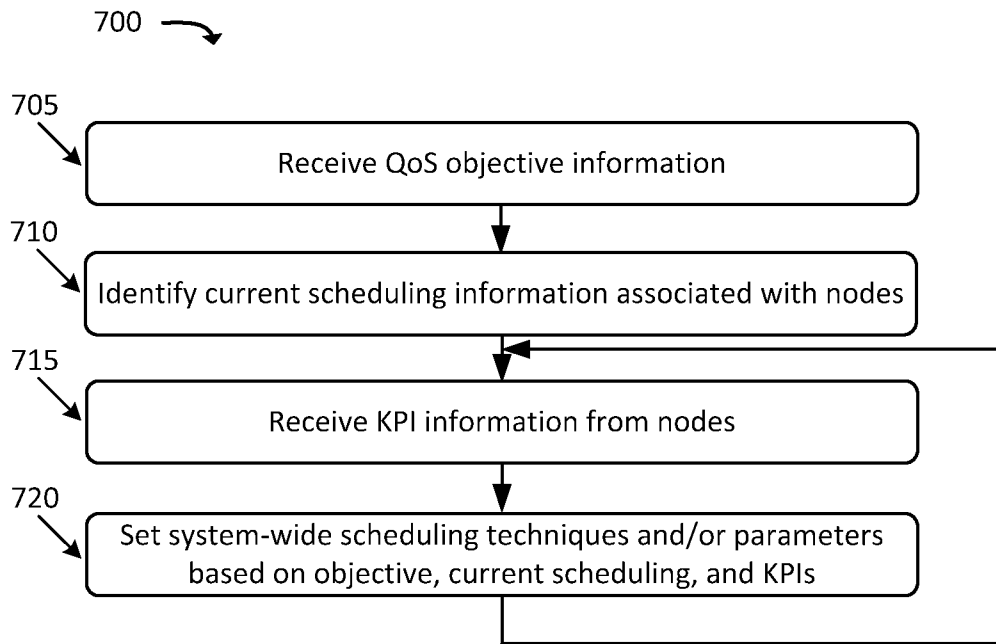 700
705
Receive QoS objective information
710
Identify current scheduling information associated with nodes
715
Receive KPI information from nodes
720
Set system-wide scheduling techniques and/or parameters
based on objective, current scheduling, and KPIs